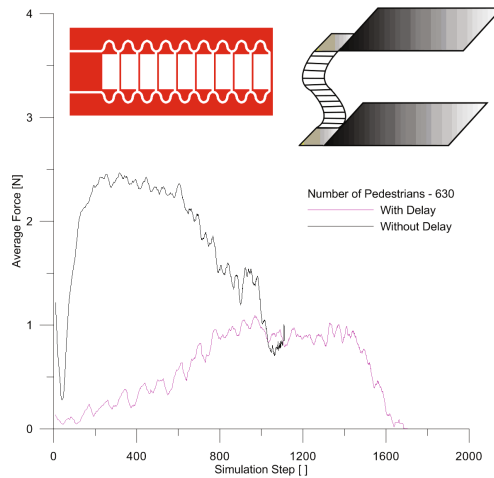 4
3
2
1
0
Average Force [N]
Number of Pedestrians - 630
With Delay
Without Delay
0 400 800 1200 1600 2000
Simulation Step [ ]